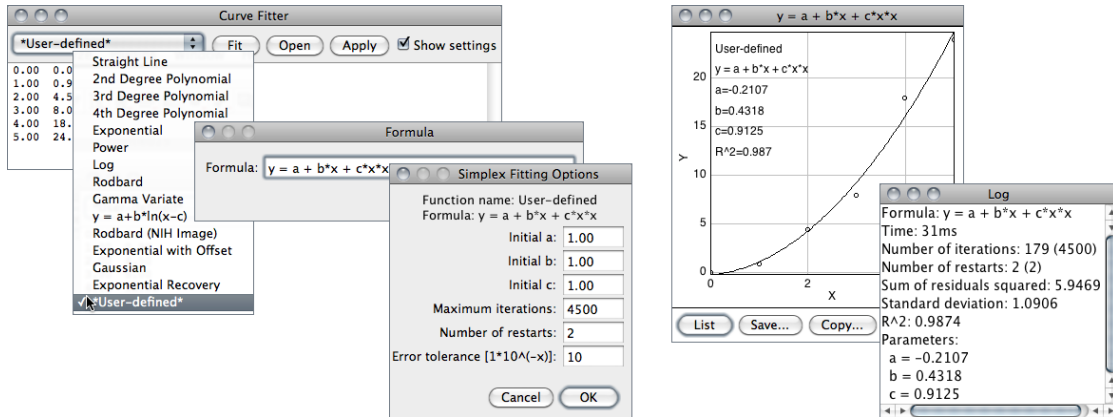 Curve Fitter
*User-defined* Fit Open Apply Show settings
0.00 0.0
1.00 0.9
2.00 4.5
3.00 8.0
4.00 18.
5.00 24.
Straight Line
2nd Degree Polynomial
3rd Degree Polynomial
4th Degree Polynomial
Exponential
Power
Log
Rodbard
Gamma Variate
y = a+b*ln(x-c)
Rodbard (NIH Image)
Exponential with Offset
Gaussian
Exponential Recovery
*User-defined*
Formula
Formula: y = a + b*x + c*x*x
Simplex Fitting Options
Function name: User-defined
Formula: y = a + b*x + c*x*x
Initial a: 1.00
Initial b: 1.00
Initial c: 1.00
Maximum iterations: 4500
Number of restarts: 2
Error tolerance [1*10^(-x)]: 10
Cancel OK
y = a + b*x + c*x*x
User-defined
y = a + b*x + c*x*x
a=-0.2107
b=0.4318
c=0.9125
R^2=0.987
20
15
10
5
0
Y
0 2
X
List Save... Copy...
Log
Formula: y = a + b*x + c*x*x
Time: 31ms
Number of iterations: 179 (4500)
Number of restarts: 2 (2)
Sum of residuals squared: 5.9469
Standard deviation: 1.0906
R^2: 0.9874
Parameters:
a = -0.2107
b = 0.4318
c = 0.9125